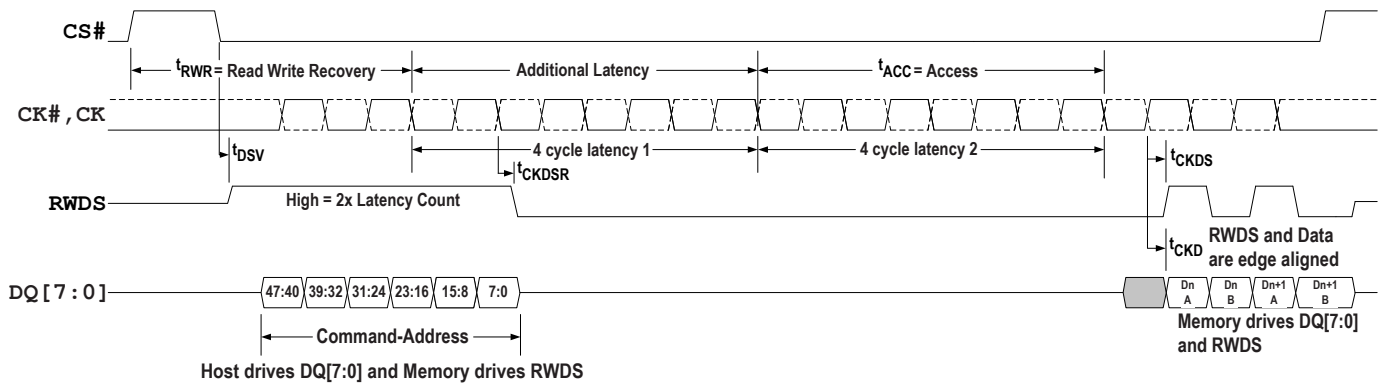 CS#
tRWR= Read Write Recovery
Additional Latency
tACC = Access
CK#,CK
tDSV
4 cycle latency 1
4 cycle latency 2
tCKDS
tCKDSR
RWDS
High = 2x Latency Count
tCKD
RWDS and Data
are edge aligned
DQ[7:0]
47:40
39:32
31:24
23:16
15:8
7:0
Dn
A
Dn
B
Dn+1
A
Dn+1
B
Command-Address
Memory drives DQ[7:0]
and RWDS
Host drives DQ[7:0] and Memory drives RWDS